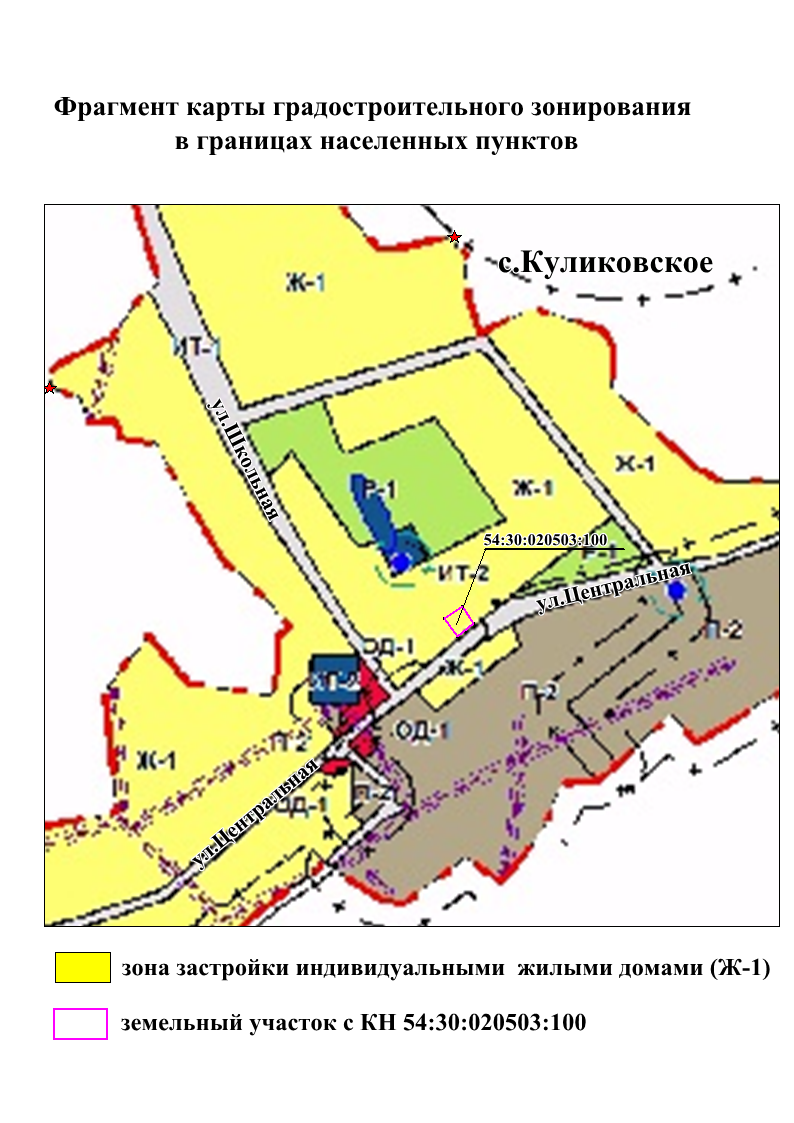 Фрагмент карты градостроительного зонирования
в границах населенных пунктов
с.Куликовское
Ж-1
ИТ-1
ул.Школьная
Ж-1
Р-1
Ж-1
54:30:020503:100
Р-1
ИТ-2
ул.Центральная
П-2
ОД-1
Ж-1
П-2
ОД-1
Ж-1
ул.Центральная
ОД-1
П-2
зона застройки индивидуальными жилыми домами (Ж-1)
земельный участок с КН 54:30:020503:100